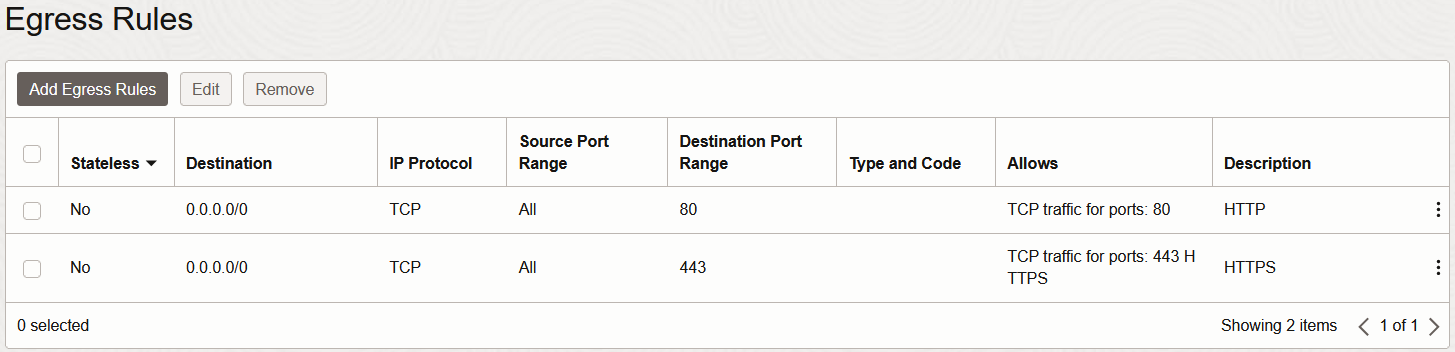 Egress Rules
Add Egress Rules Edit Remove
Stateless Destination IP Protocol Source Port Range Destination Port Range Type and Code Allows Description
No 0.0.0.0/0 TCP All 80 TCP traffic for ports: 80 HTTP
No 0.0.0.0/0 TCP All 443 TCP traffic for ports: 443 H
TTPS HTTPS
0 selected Showing 2 items 1 of 1